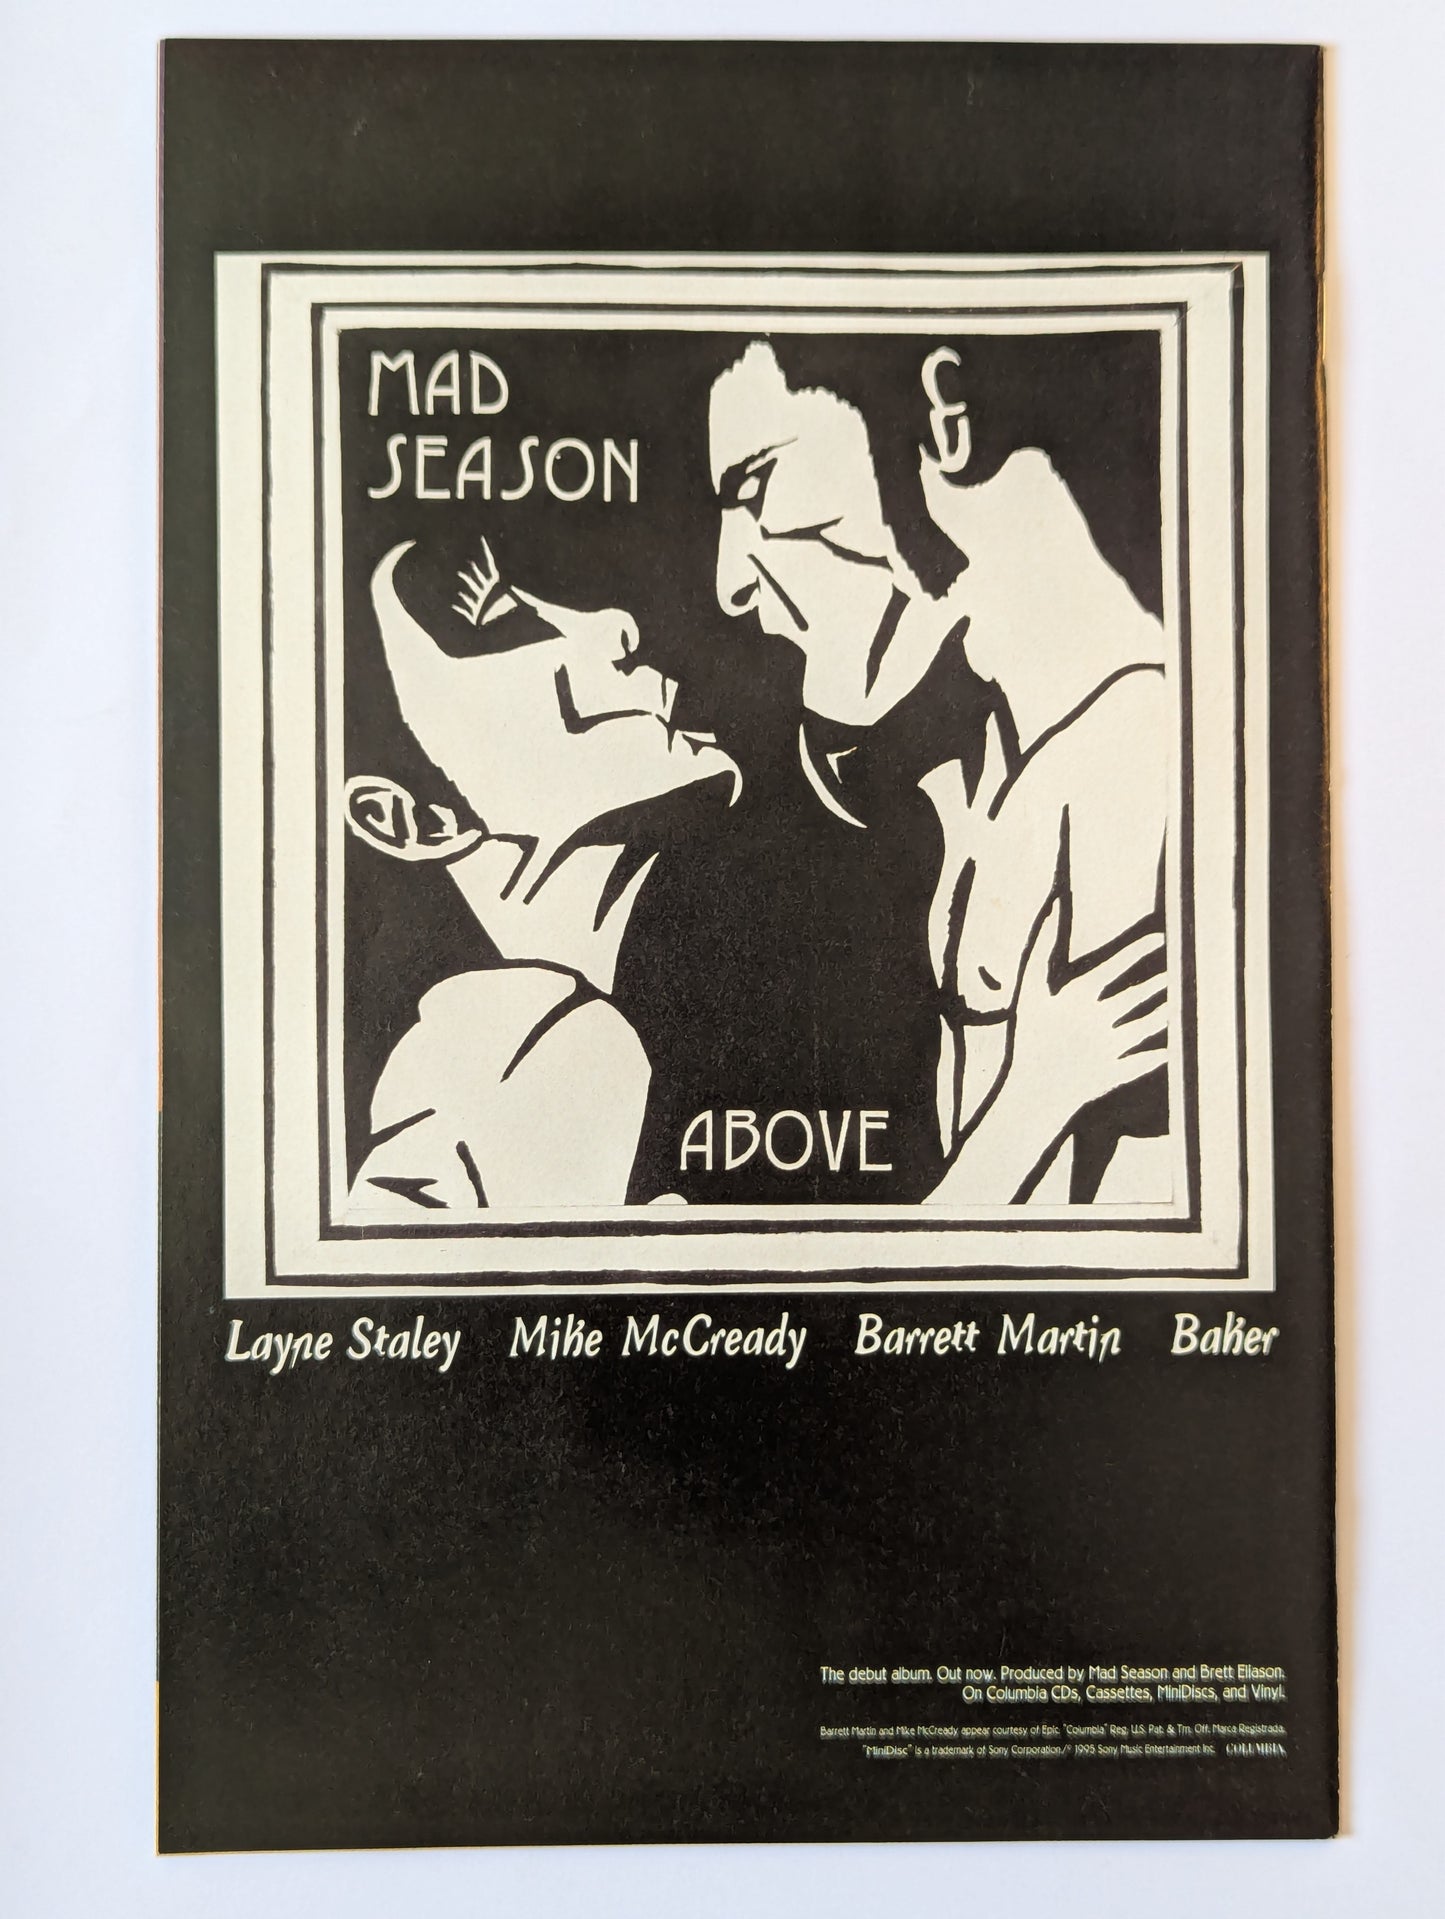 MAD
SEASON
ABOVE
Layne Staley Mike McCready Barrett Martin Baker
The debut album. Out now. Produced by Mad Season and Brett Eliason.
On Columbia CDs, Cassettes, MiniDiscs, and Vinyl.
Barrett Martin and Mike McCready appear courtesy of Epic. "Columbia" Reg. U.S. Pat. & Tm. Off. Marca Registrada.
"MiniDisc" is a trademark of Sony Corporation./℗ 1995 Sony Music Entertainment Inc. COLUMBIA